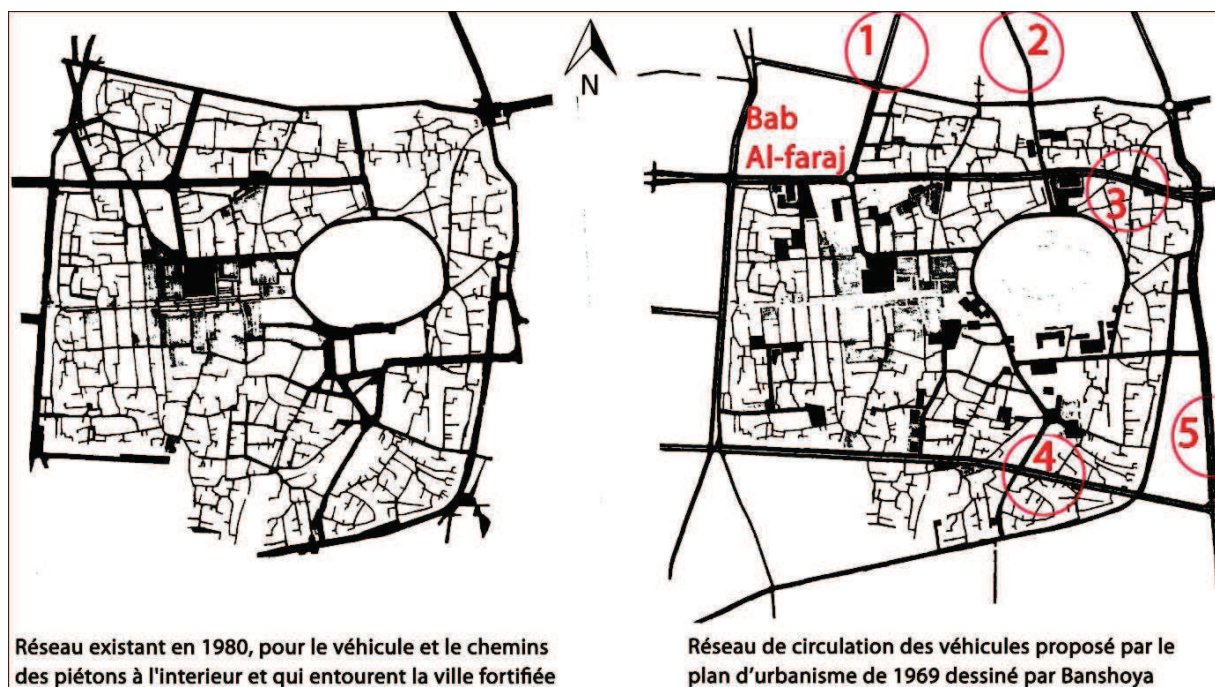 1
2
N
Bab
Al-faraj
3
4
5
Réseau existant en 1980, pour le véhicule et le chemins
des piétons à l'interieur et qui entourent la ville fortifiée
Réseau de circulation des véhicules proposé par le
plan d'urbanisme de 1969 dessiné par Banshoya